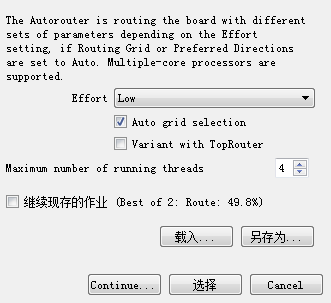 The Autorouter is routing the board with different
sets of parameters depending on the Effort
setting, if Routing Grid or Preferred Directions
are set to Auto. Multiple-core processors are
supported.
Effort Low
Auto grid selection
Variant with TopRouter
Maximum number of running threads 4
继续现存的作业 (Best of 2: Route: 49.8%)
载入... 另存为...
Continue... 选择 Cancel